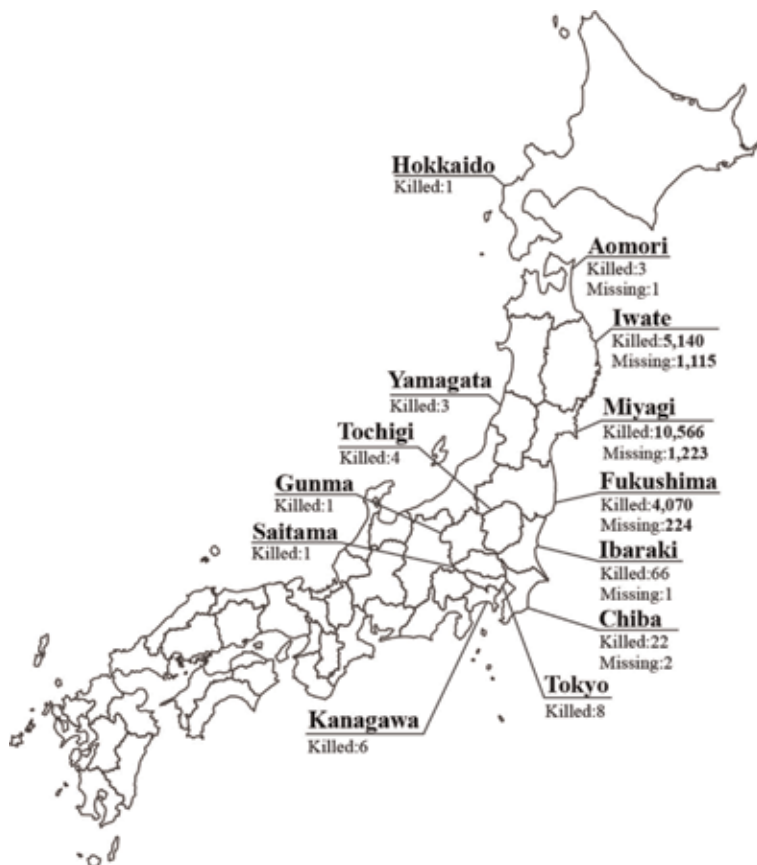 Hokkaido
Killed:1
Aomori
Killed:3
Missing:1
Iwate
Killed:5,140
Missing:1,115
Yamagata
Killed:3
Miyagi
Killed:10,566
Missing:1,223
Tochigi
Killed:4
Gunma
Killed:1
Fukushima
Killed:4,070
Missing:224
Saitama
Killed:1
Ibaraki
Killed:66
Missing:1
Chiba
Killed:22
Missing:2
Tokyo
Killed:8
Kanagawa
Killed:6